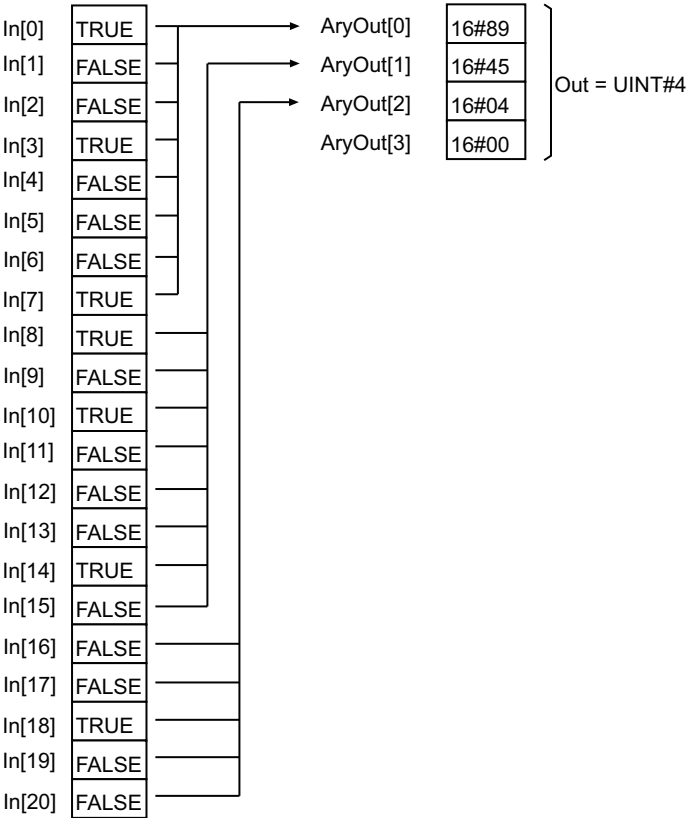 In[0] TRUE AryOut[0] 16#89
In[1] FALSE AryOut[1] 16#45
Out = UINT#4
In[2] FALSE AryOut[2] 16#04
In[3] TRUE AryOut[3] 16#00
In[4] FALSE
In[5] FALSE
In[6] FALSE
In[7] TRUE
In[8] TRUE
In[9] FALSE
In[10] TRUE
In[11] FALSE
In[12] FALSE
In[13] FALSE
In[14] TRUE
In[15] FALSE
In[16] FALSE
In[17] FALSE
In[18] TRUE
In[19] FALSE
In[20] FALSE